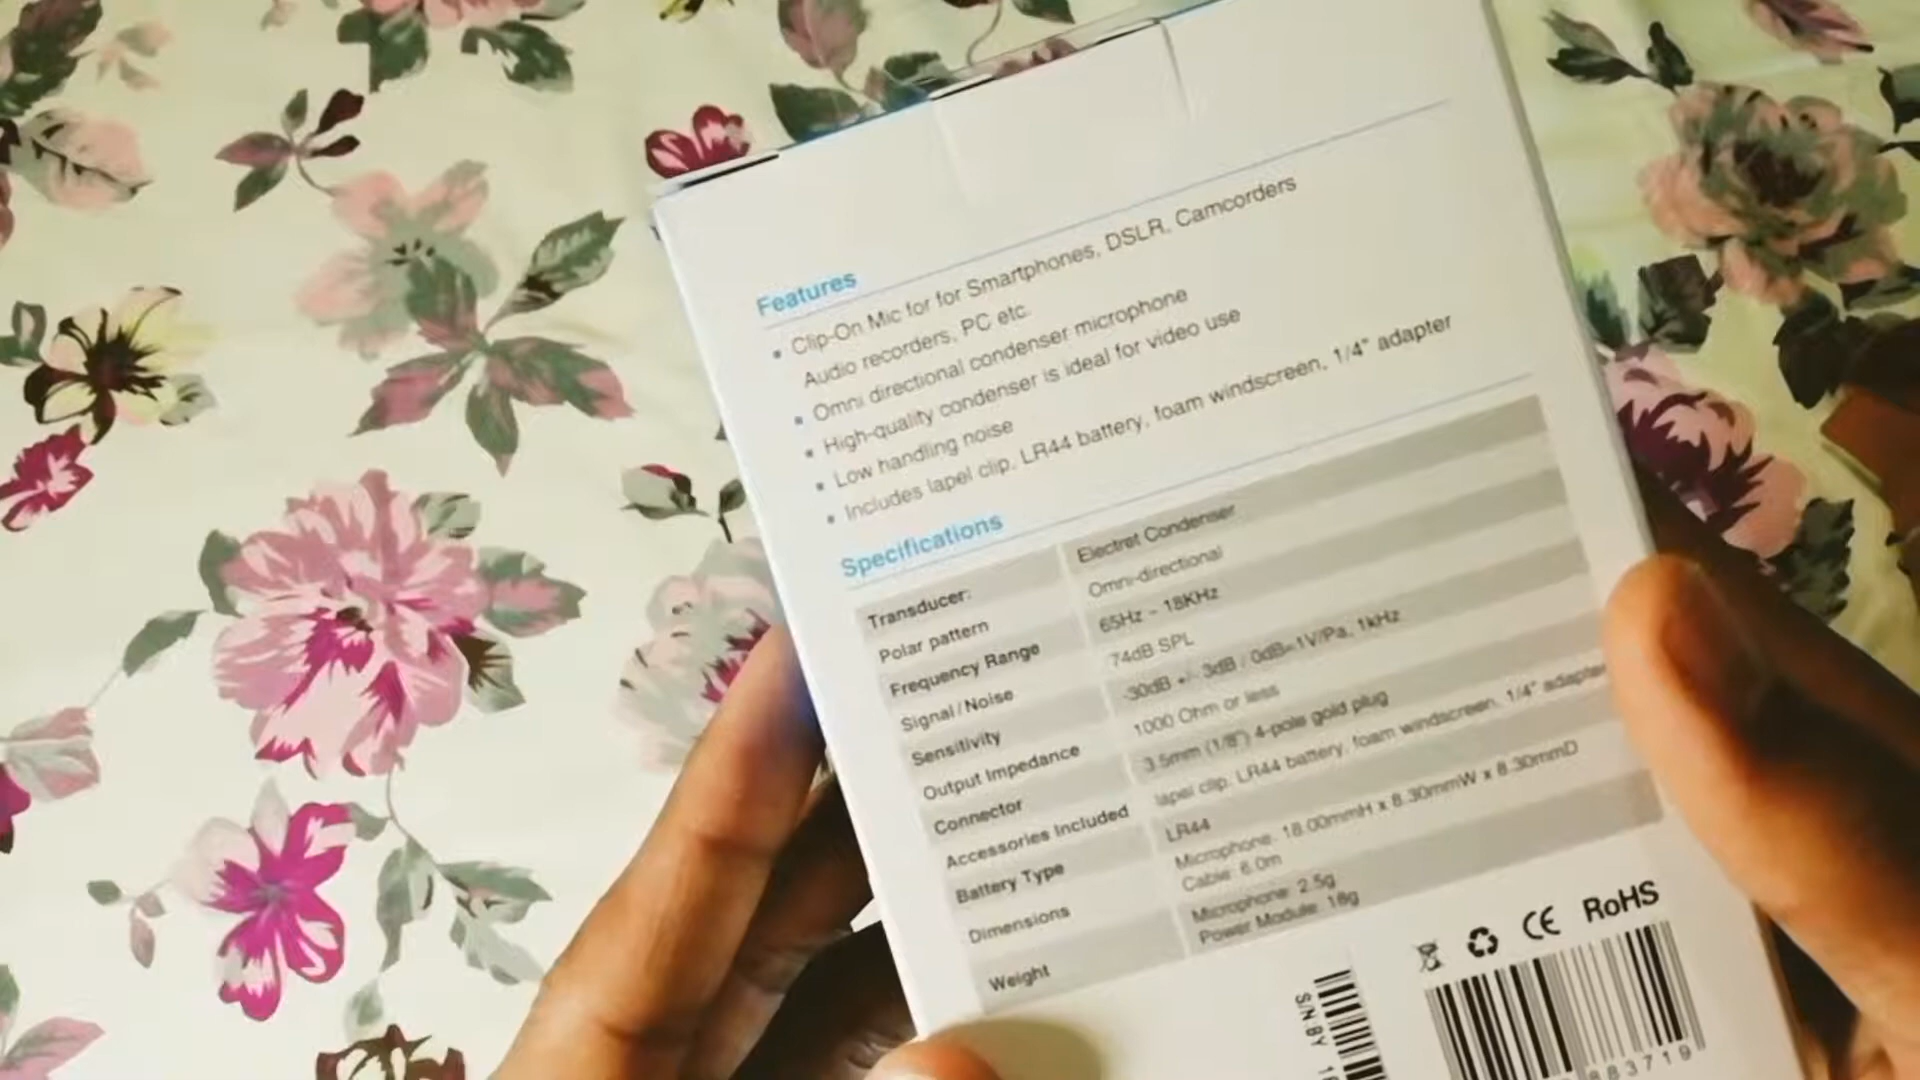 Features
▪ Clip-On Mic for for Smartphones, DSLR, Camcorders
Audio recorders, PC etc.
▪ Omni directional condenser microphone
▪ High-quality condenser is ideal for video use
▪ Low handling noise
▪ Includes lapel clip, LR44 battery, foam windscreen, 1/4" adapter
Specifications
Transducer: Electret Condenser
Polar pattern Omni-directional
Frequency Range 65Hz - 18KHz
Signal/Noise 74dB SPL
Sensitivity -30dB +/- 3dB / 0dB=1V/Pa, 1kHz
Output Impedance 1000 Ohm or less
Connector 3.5mm (1/8") 4-pole gold plug
Accessories Included lapel clip, LR44 battery, foam windscreen, 1/4" adapter
Battery Type LR44
Dimensions Microphone: 18.00mmH x 8.30mmW x 8.30mmD
Cable: 6.0m
Weight Microphone: 2.5g
Power Module: 18g
CE RoHS
S/N BY
883719